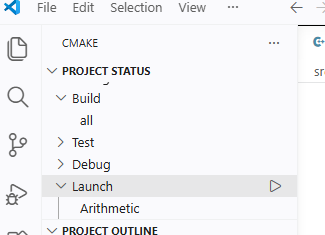 File Edit Selection View ···
CMAKE ···
PROJECT STATUS
Build
all
Test
Debug
Launch
Arithmetic
PROJECT OUTLINE